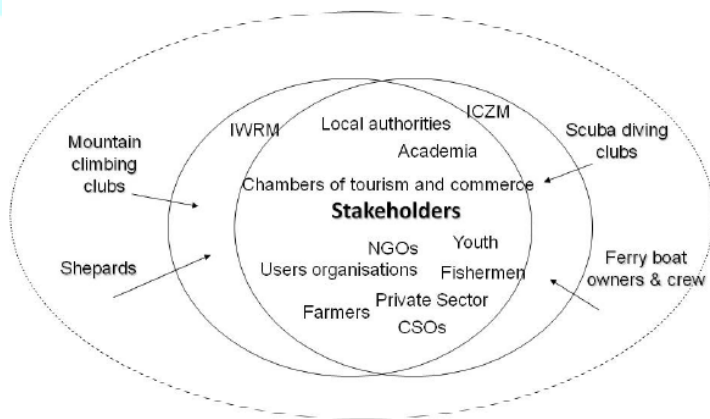 IWRM
ICZM
Local authorities
Academia
Mountain
climbing
clubs
Scuba diving
clubs
Chambers of tourism and commerce
Stakeholders
NGOs
Youth
Shepards
Users organisations
Fishermen
Ferry boat
owners & crew
Private Sector
Farmers
CSOs